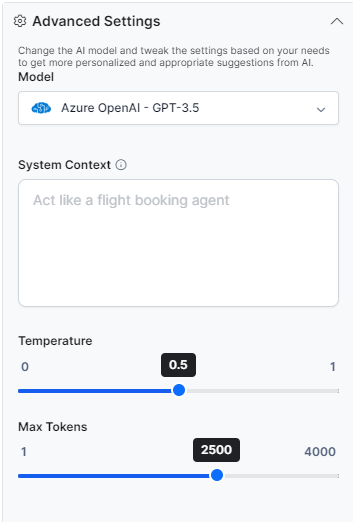 Advanced Settings
Change the AI model and tweak the settings based on your needs
to get more personalized and appropriate suggestions from AI.
Model
Azure OpenAI - GPT-3.5
System Context
Act like a flight booking agent
Temperature
0 0.5 1
Max Tokens
1 2500 4000